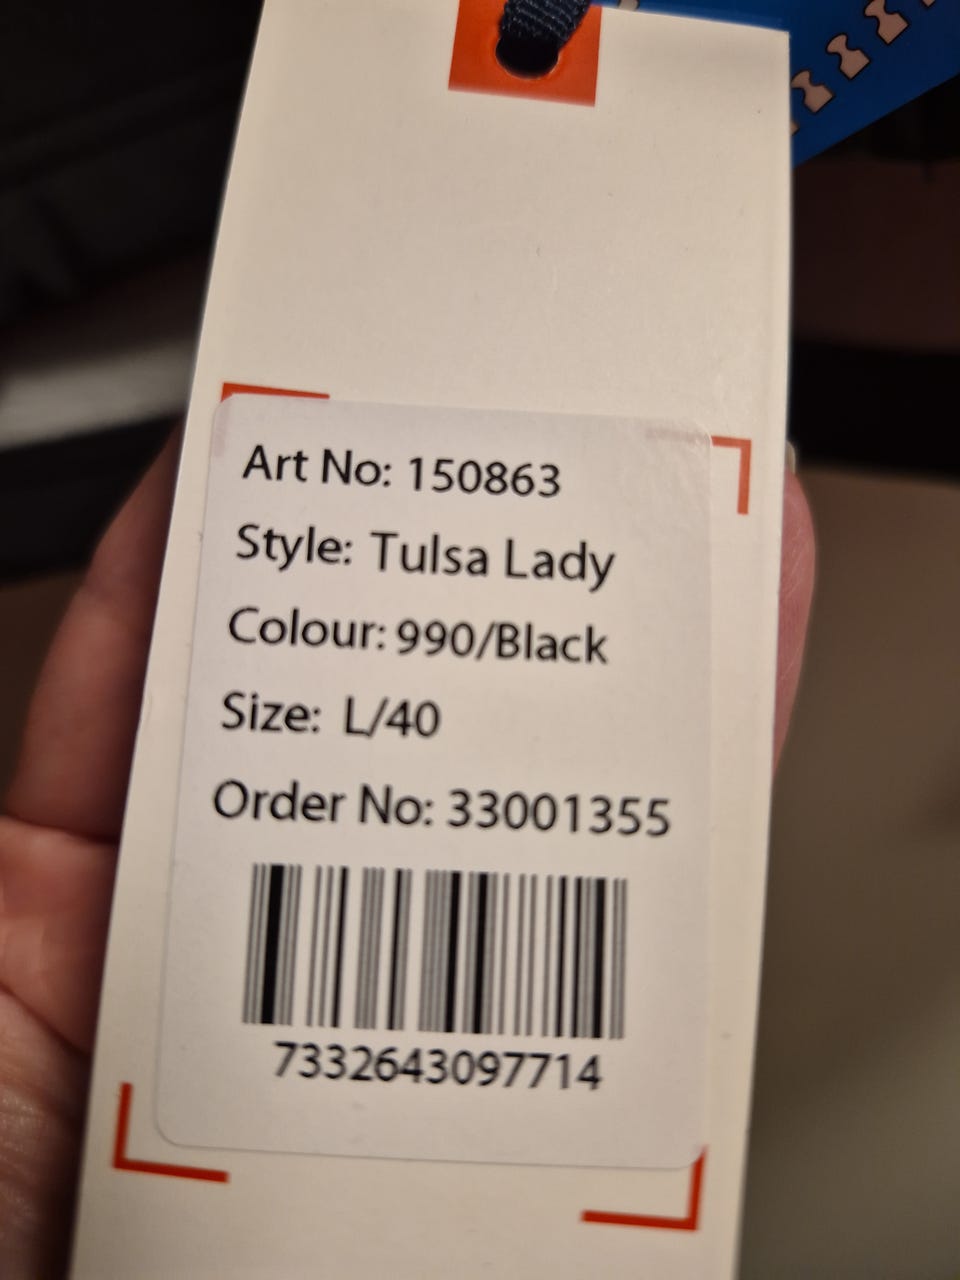 Art No: 150863
Style: Tulsa Lady
Colour: 990/Black
Size: L/40
Order No: 33001355
7332643097714